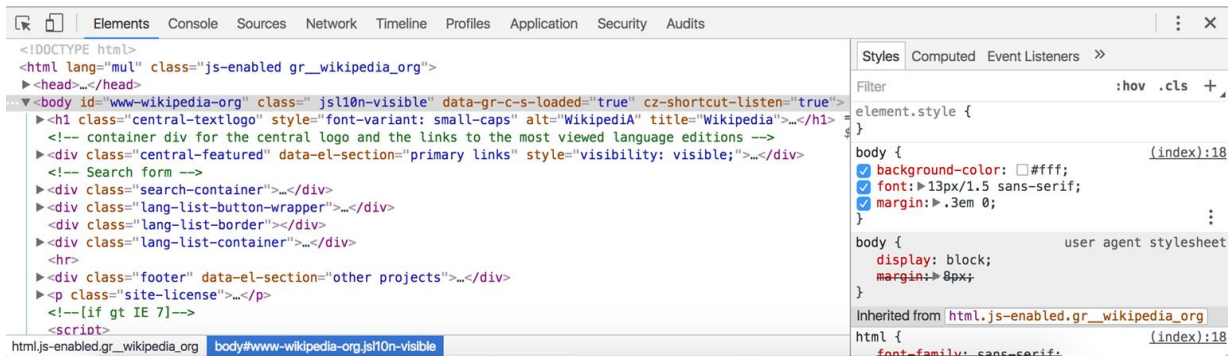 Elements Console Sources Network Timeline Profiles Application Security Audits
<!DOCTYPE html>
<html lang="mul" class="js-enabled gr__wikipedia_org">
<head>…</head>
<body id="www-wikipedia-org" class=" jsl10n-visible" data-gr-c-s-loaded="true" cz-shortcut-listen="true">
<h1 class="central-textlogo" style="font-variant: small-caps" alt="WikipediA" title="Wikipedia">…</h1> =
$
<!-- container div for the central logo and the links to the most viewed language editions -->
<div class="central-featured" data-el-section="primary links" style="visibility: visible;">…</div>
<!-- Search form -->
<div class="search-container">…</div>
<div class="lang-list-button-wrapper">…</div>
<div class="lang-list-border"></div>
<div class="lang-list-container">…</div>
<hr>
<div class="footer" data-el-section="other projects">…</div>
<p class="site-license">…</p>
<!--[if gt IE 7]-->
<script>
html.js-enabled.gr__wikipedia_org body#www-wikipedia-org.jsl10n-visible
Styles Computed Event Listeners »
Filter :hov .cls +
element.style {
}
body { (index):18
background-color: #fff;
font: 13px/1.5 sans-serif;
margin: .3em 0;
}
body { user agent stylesheet
display: block;
margin: 8px;
}
Inherited from html.js-enabled.gr__wikipedia_org
html { (index):18
font-family: sans-serif;